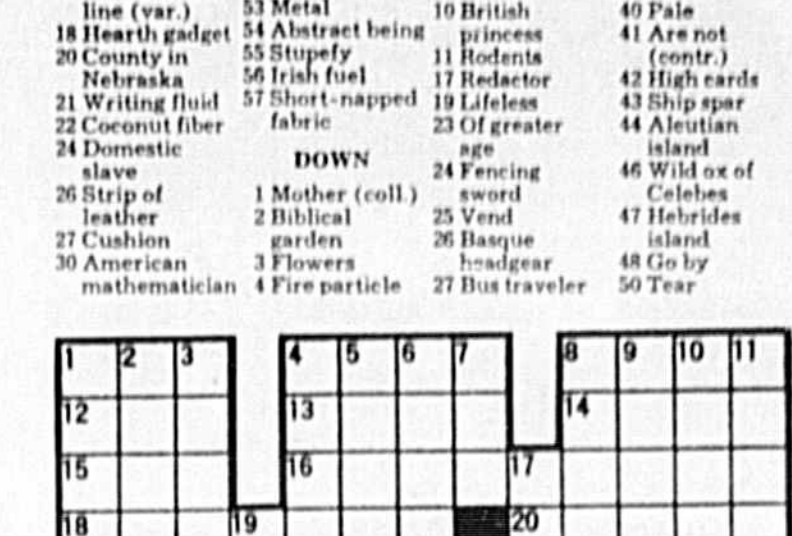 line (var.)
18 Hearth gadget
20 County in
Nebraska
21 Writing fluid
22 Coconut fiber
24 Domestic
slave
26 Strip of
leather
27 Cushion
30 American
mathematician
53 Metal
54 Abstract being
55 Stupefy
56 Irish fuel
57 Short-napped
fabric
DOWN
1 Mother (coll.)
2 Biblical
garden
3 Flowers
4 Fire particle
10 British
princess
11 Rodents
17 Redactor
19 Lifeless
23 Of greater
age
24 Fencing
sword
25 Vend
26 Basque
headgear
27 Bus traveler
40 Pale
41 Are not
(contr.)
42 High cards
43 Ship spar
44 Aleutian
island
46 Wild ox of
Celebes
47 Hebrides
island
48 Go by
50 Tear
1 2 3 4 5 6 7 8 9 10 11
12 13 14
15 16 17
18 19 20